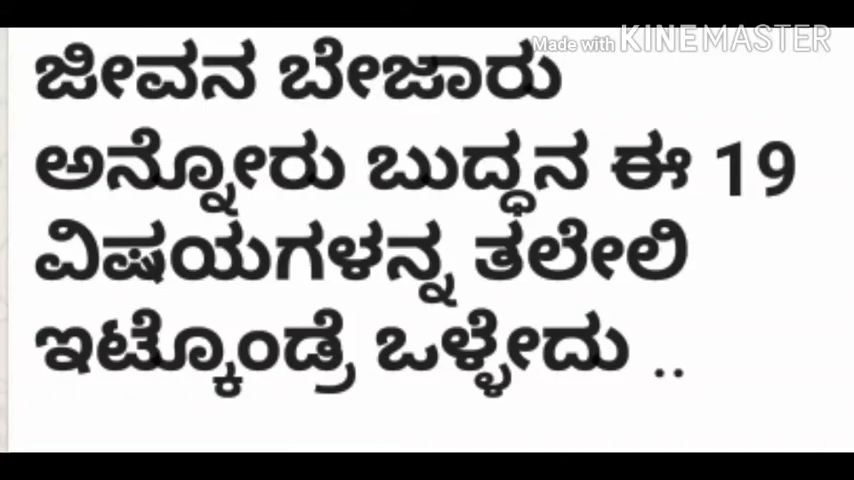 Made with KINEMASTER
ಜೀವನ ಬೇಜಾರು
ಅನ್ನೋರು ಬುದ್ಧನ ಈ 19
ವಿಷಯಗಳನ್ನ ತಲೇಲಿ
ಇಟ್ಕೊಂಡ್ರೆ ಒಳ್ಳೇದು ..